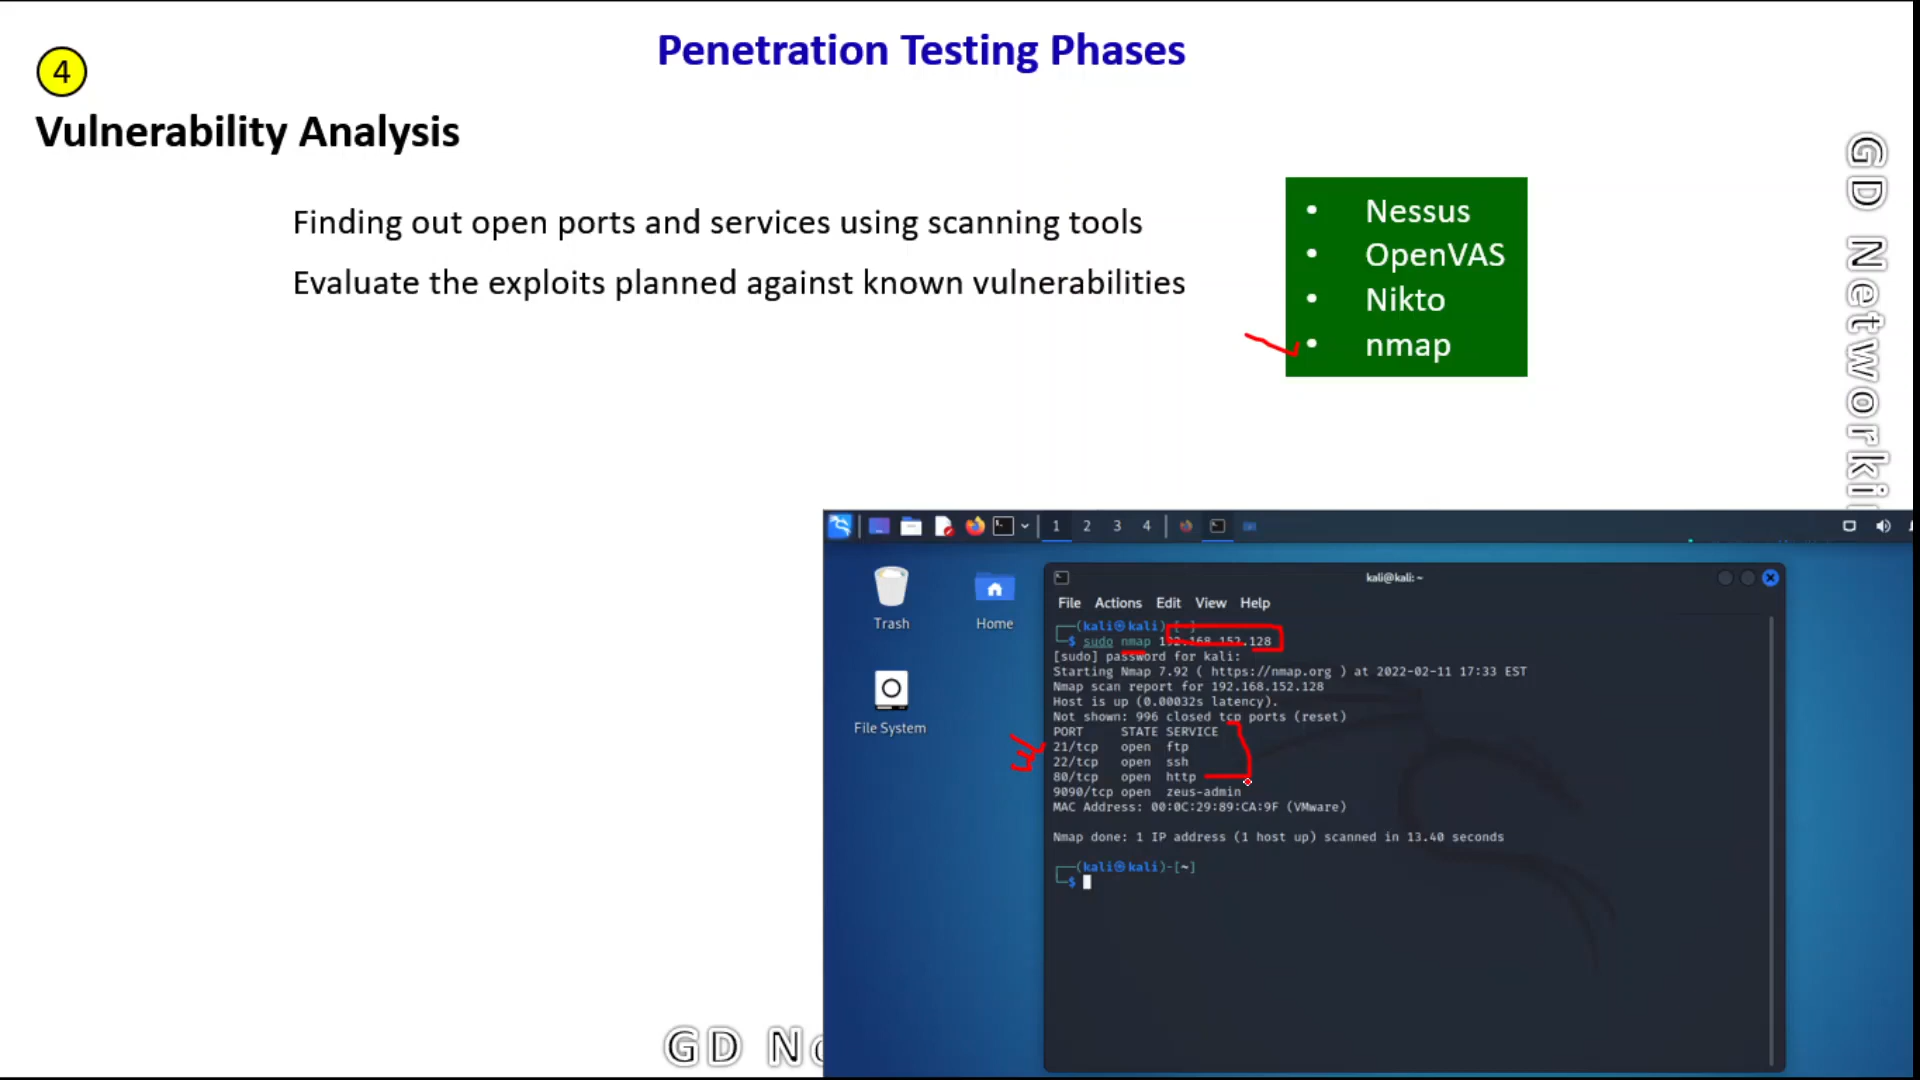 Penetration Testing Phases
4
Vulnerability Analysis
Finding out open ports and services using scanning tools
Evaluate the exploits planned against known vulnerabilities
• Nessus
• OpenVAS
• Nikto
• nmap
GD Networki
1 2 3 4
Trash
Home
File System
kali@kali: ~
File Actions Edit View Help
(kali㉿kali)-[~]
$ sudo nmap 192.168.152.128
[sudo] password for kali:
Starting Nmap 7.92 ( https://nmap.org ) at 2022-02-11 17:33 EST
Nmap scan report for 192.168.152.128
Host is up (0.00032s latency).
Not shown: 996 closed tcp ports (reset)
PORT STATE SERVICE
21/tcp open ftp
22/tcp open ssh
80/tcp open http
9090/tcp open zeus-admin
MAC Address: 00:0C:29:89:CA:9F (VMware)
Nmap done: 1 IP address (1 host up) scanned in 13.40 seconds
(kali㉿kali)-[~]
$
GD N